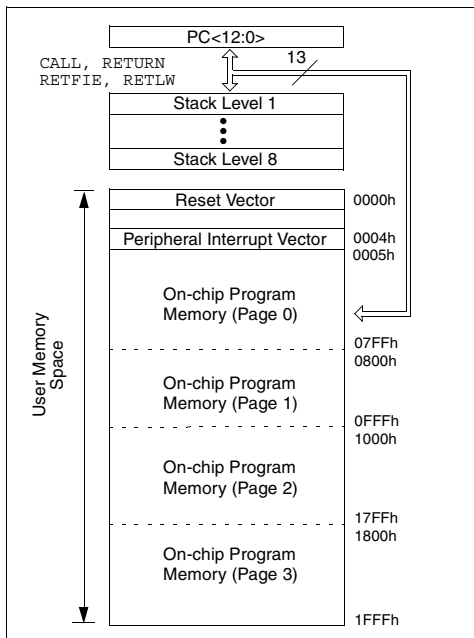 PC<12:0>
CALL, RETURN
RETFIE, RETLW
13
Stack Level 1
Stack Level 8
Reset Vector
0000h
Peripheral Interrupt Vector
0004h
0005h
On-chip Program
Memory (Page 0)
07FFh
0800h
User Memory
Space
On-chip Program
Memory (Page 1)
0FFFh
1000h
On-chip Program
Memory (Page 2)
17FFh
1800h
On-chip Program
Memory (Page 3)
1FFFh